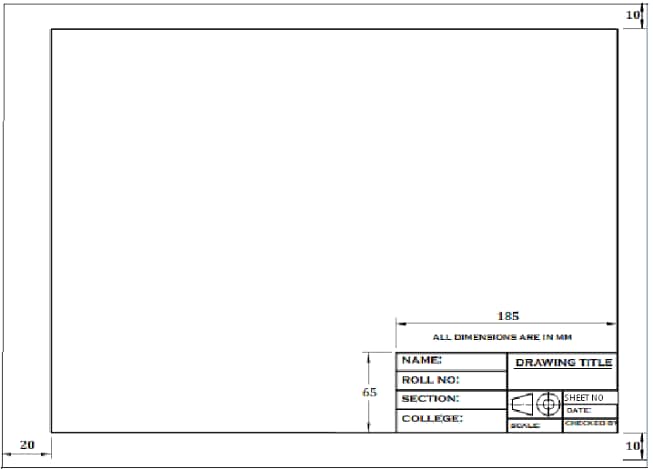 10
185
ALL DIMENSIONS ARE IN MM
NAME:
DRAWING TITLE
ROLL NO:
65
SECTION:
SHEET NO
DATE:
COLLEGE:
SCALE:
CHECKED BY
20
10